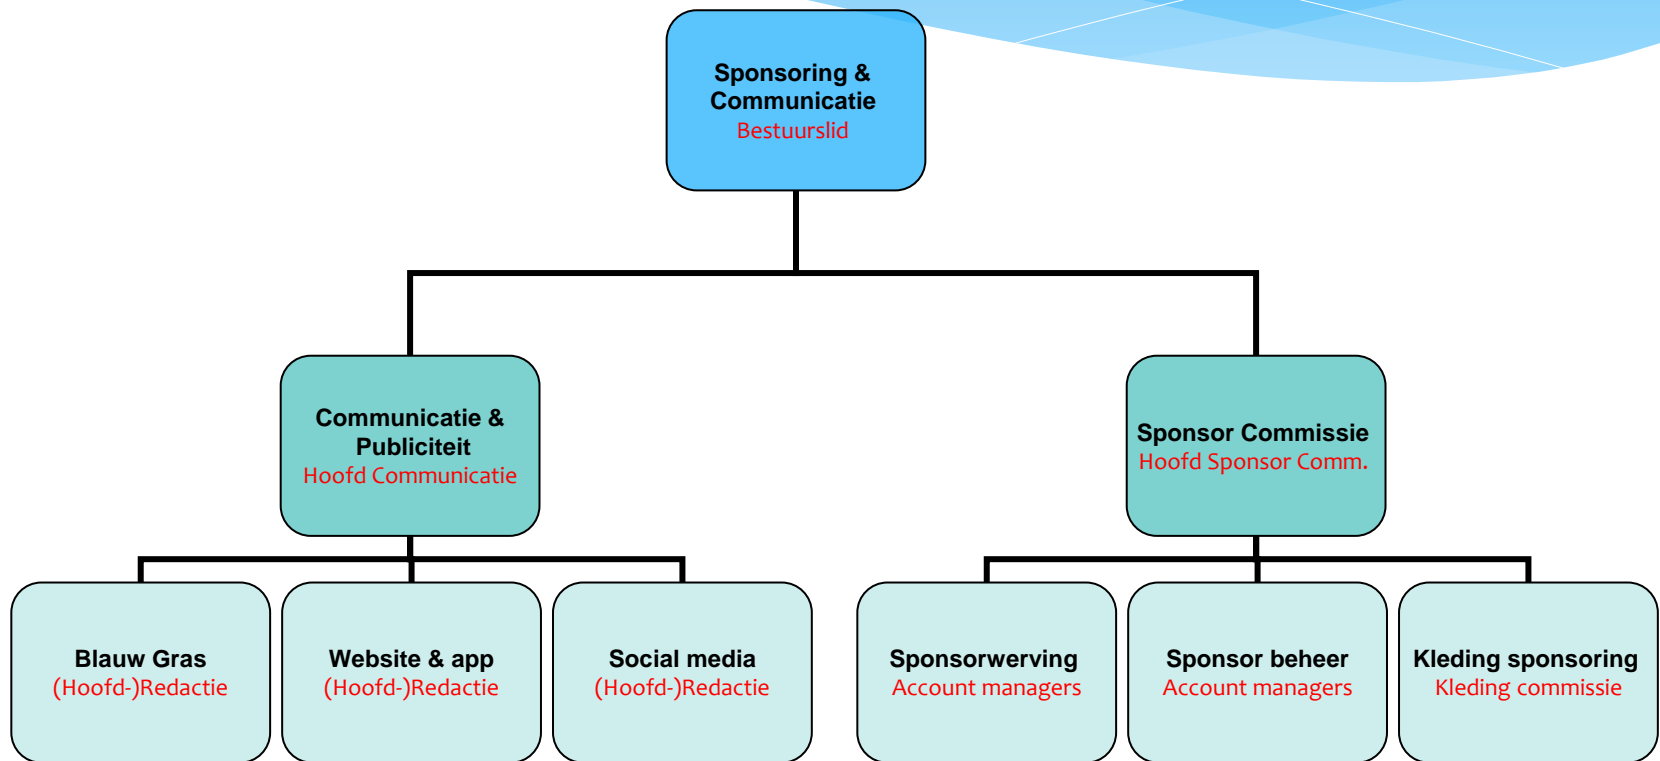 Sponsoring &
Communicatie
Bestuurslid
Communicatie &
Publiciteit
Hoofd Communicatie
Sponsor Commissie
Hoofd Sponsor Comm.
Blauw Gras
(Hoofd-)Redactie
Website & app
(Hoofd-)Redactie
Social media
(Hoofd-)Redactie
Sponsorwerving
Account managers
Sponsor beheer
Account managers
Kleding sponsoring
Kleding commissie